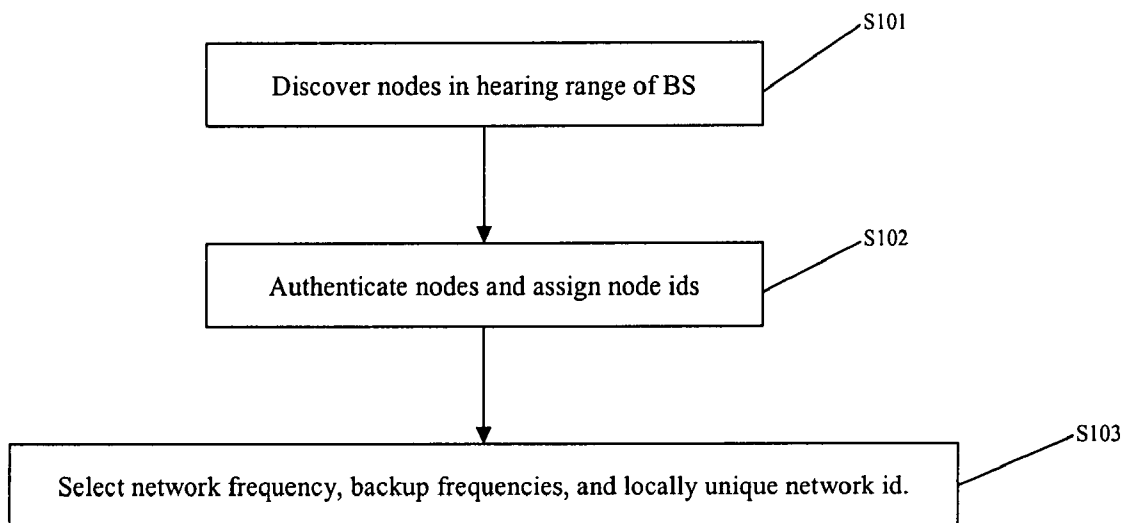 S101
Discover nodes in hearing range of BS
S102
Authenticate nodes and assign node ids
S103
Select network frequency, backup frequencies, and locally unique network id.